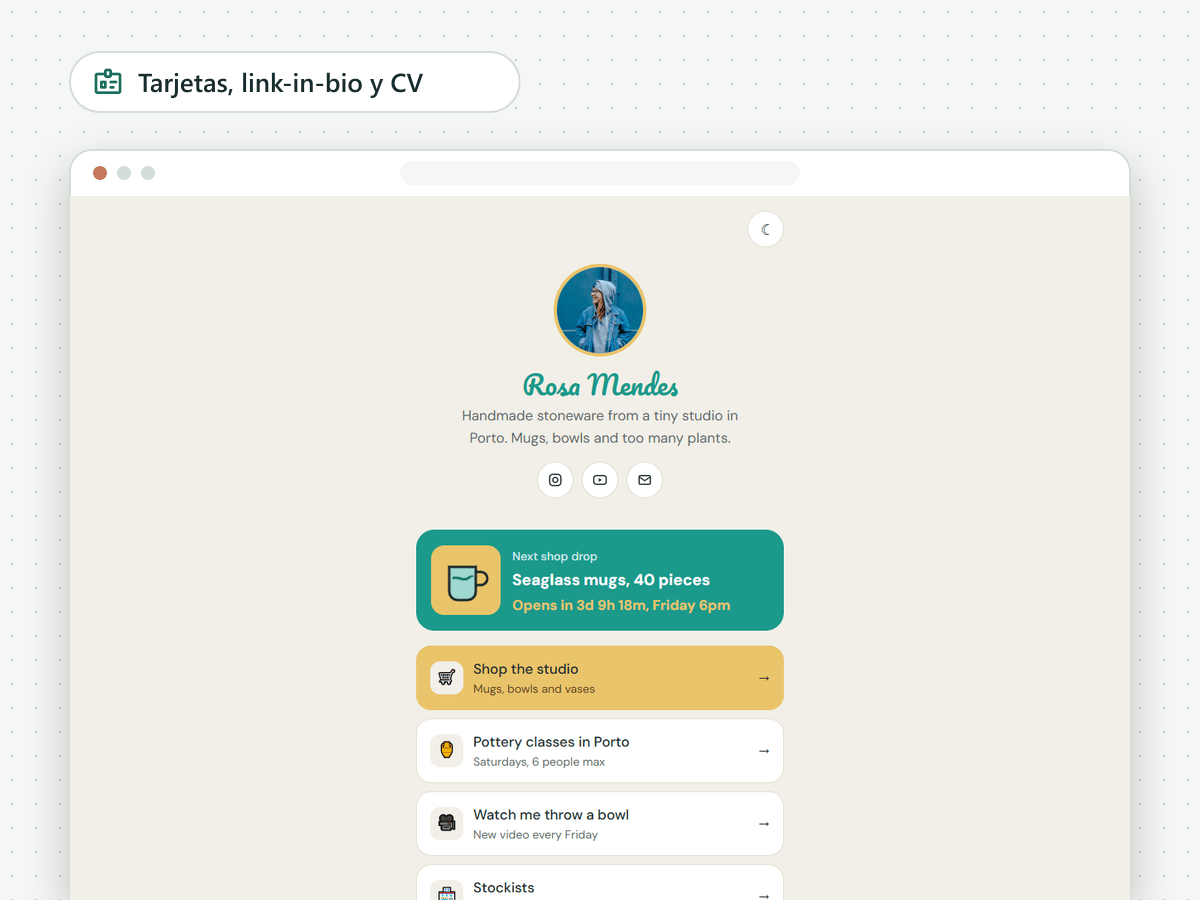 Tarjetas, link-in-bio y CV
Rosa Mendes
Handmade stoneware from a tiny studio in
Porto. Mugs, bowls and too many plants.
Next shop drop
Seaglass mugs, 40 pieces
Opens in 3d 9h 18m, Friday 6pm
Shop the studio
Mugs, bowls and vases
→
Pottery classes in Porto
Saturdays, 6 people max
→
Watch me throw a bowl
New video every Friday
→
Stockists
→